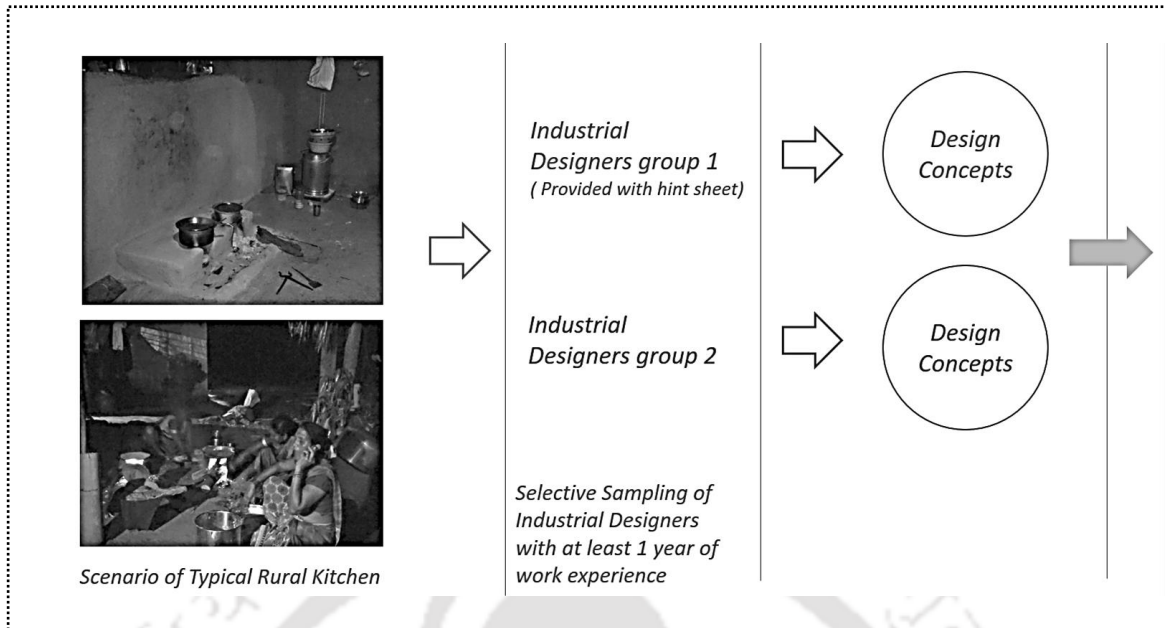 Industrial
Designers group 1
( Provided with hint sheet)
Design
Concepts
Industrial
Designers group 2
Design
Concepts
Selective Sampling of
Industrial Designers
with at least 1 year of
work experience
Scenario of Typical Rural Kitchen